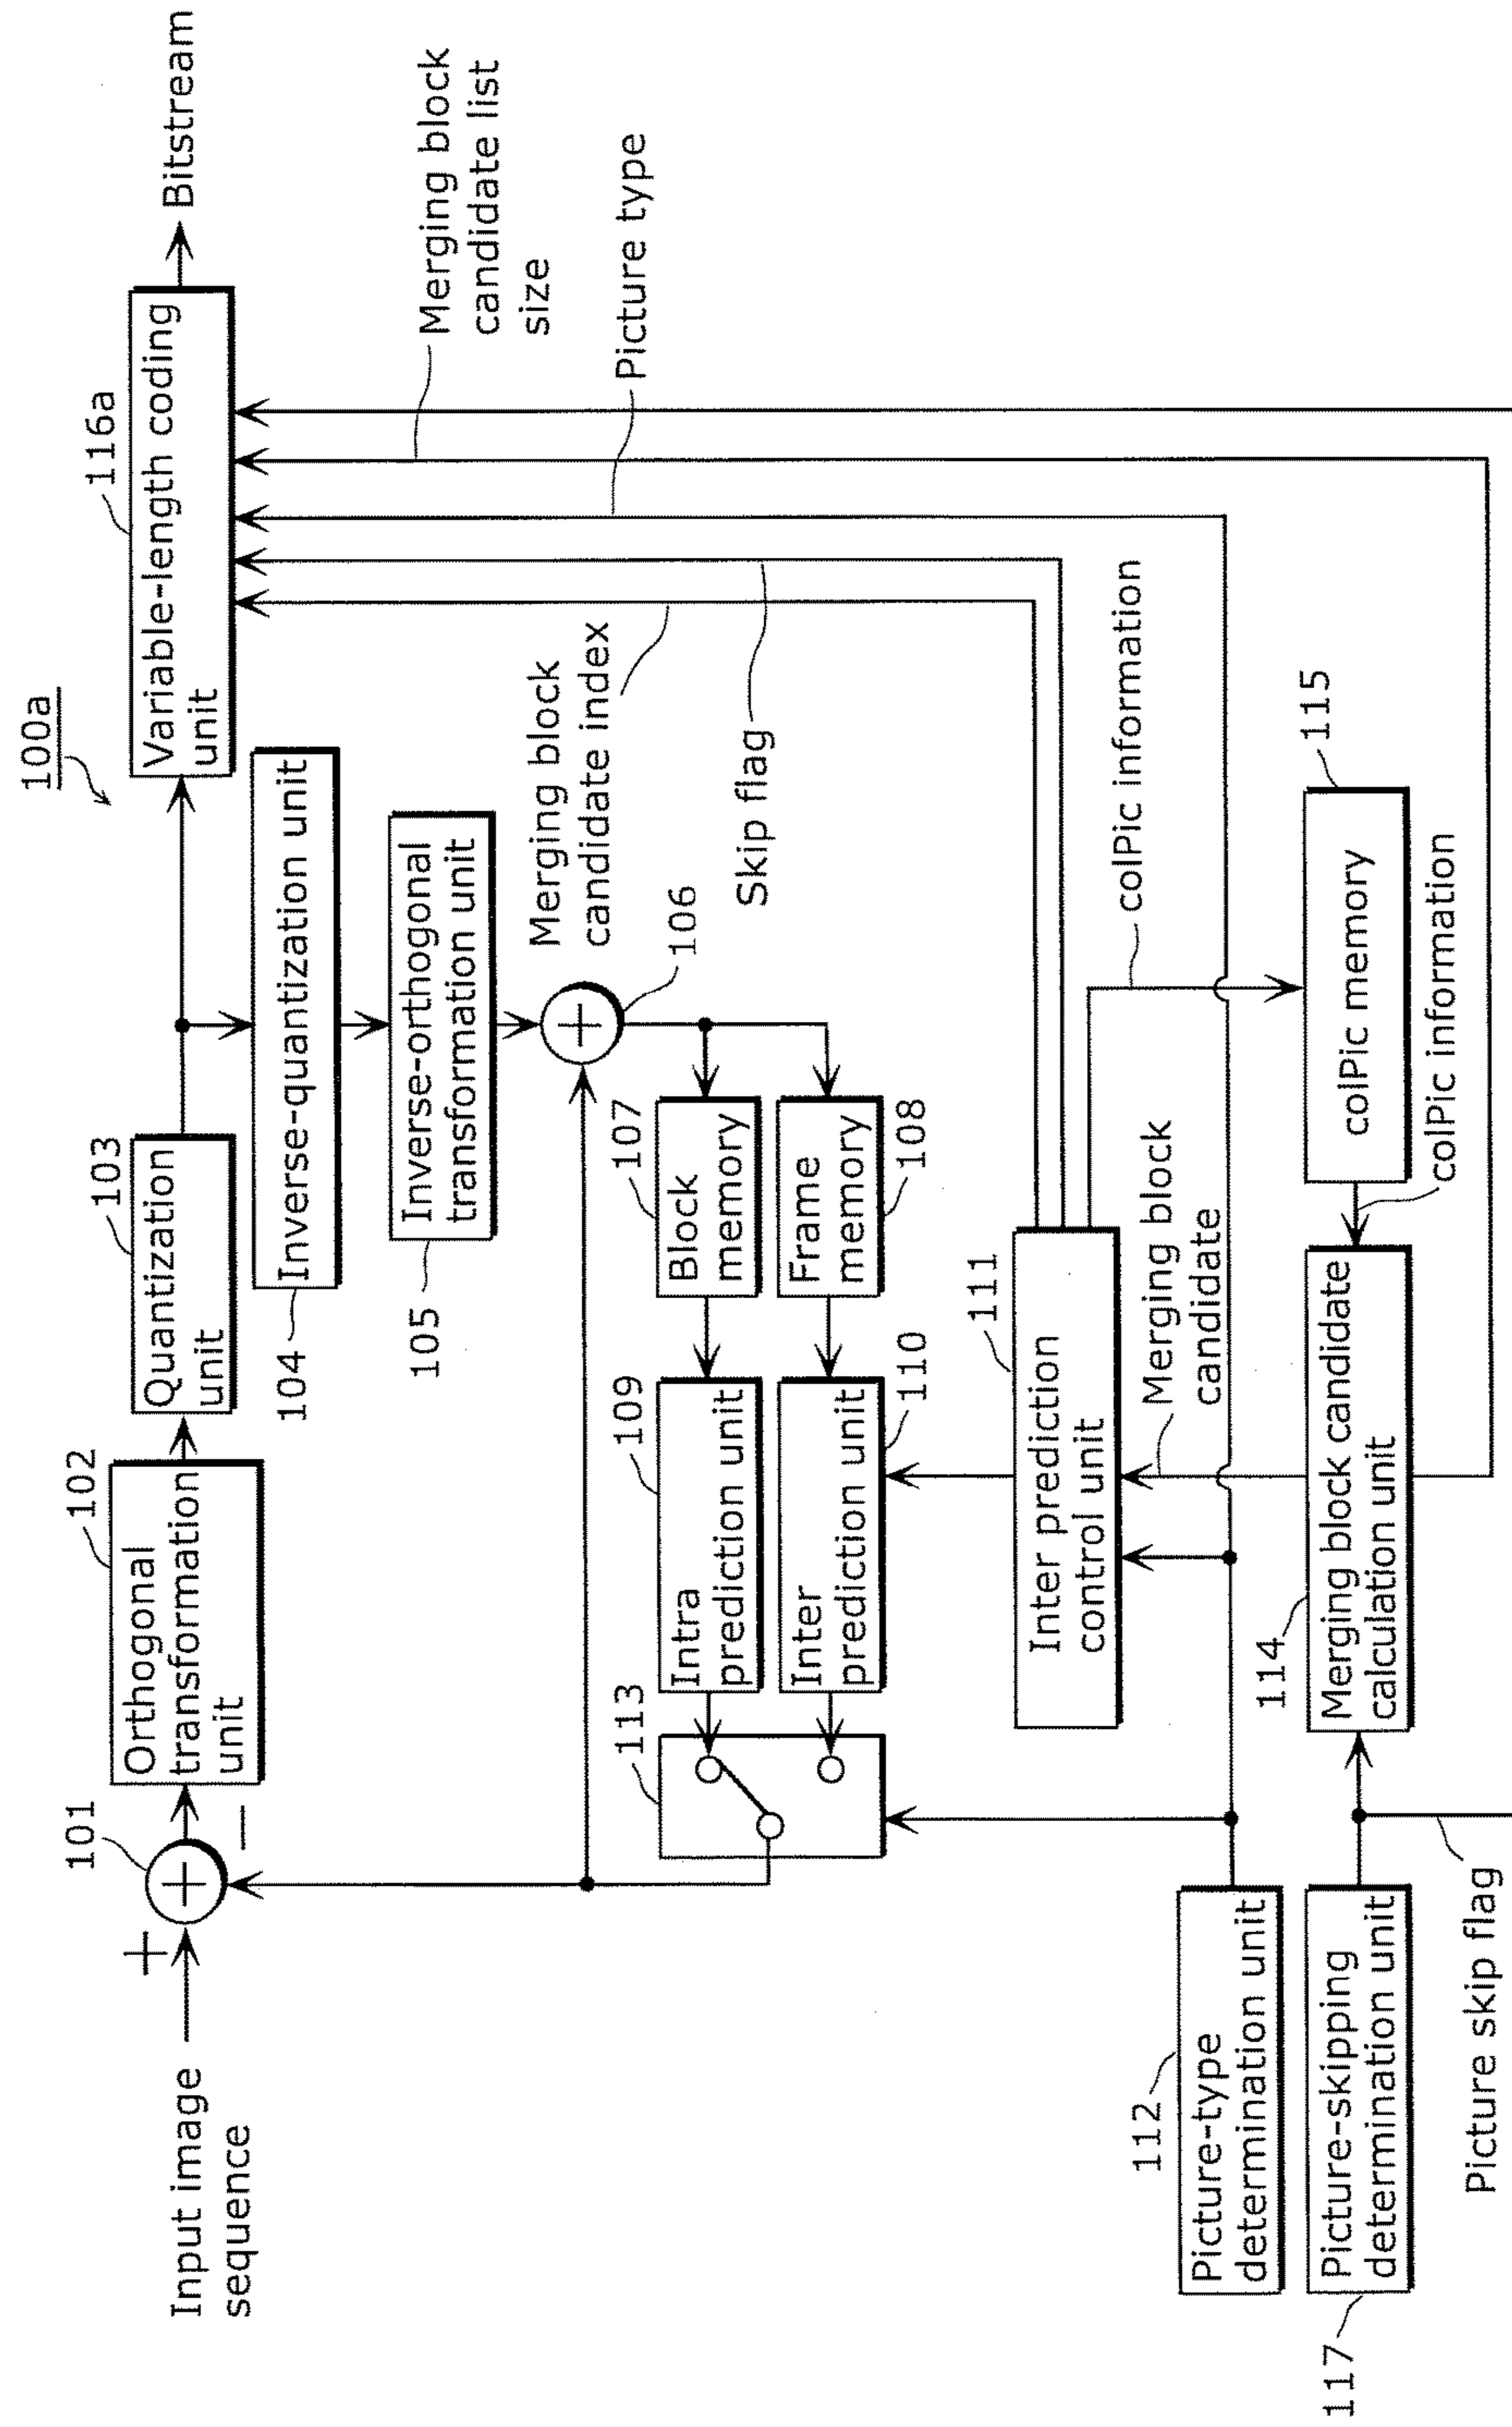 100a
Input image
sequence
101
+
−
102
Orthogonal
transformation
unit
103
Quantization
unit
116a
Variable-length coding
unit
Bitstream
104
Inverse-quantization unit
105
Inverse-orthogonal
transformation unit
106
Merging block
candidate index
Skip flag
Merging block
candidate list
size
Picture type
107
Block
memory
108
Frame
memory
109
Intra
prediction unit
110
Inter
prediction unit
113
111
Inter prediction
control unit
colPic information
Merging block
candidate
112
Picture-type
determination unit
114
Merging block candidate
calculation unit
115
colPic memory
colPic information
117
Picture-skipping
determination unit
Picture skip flag